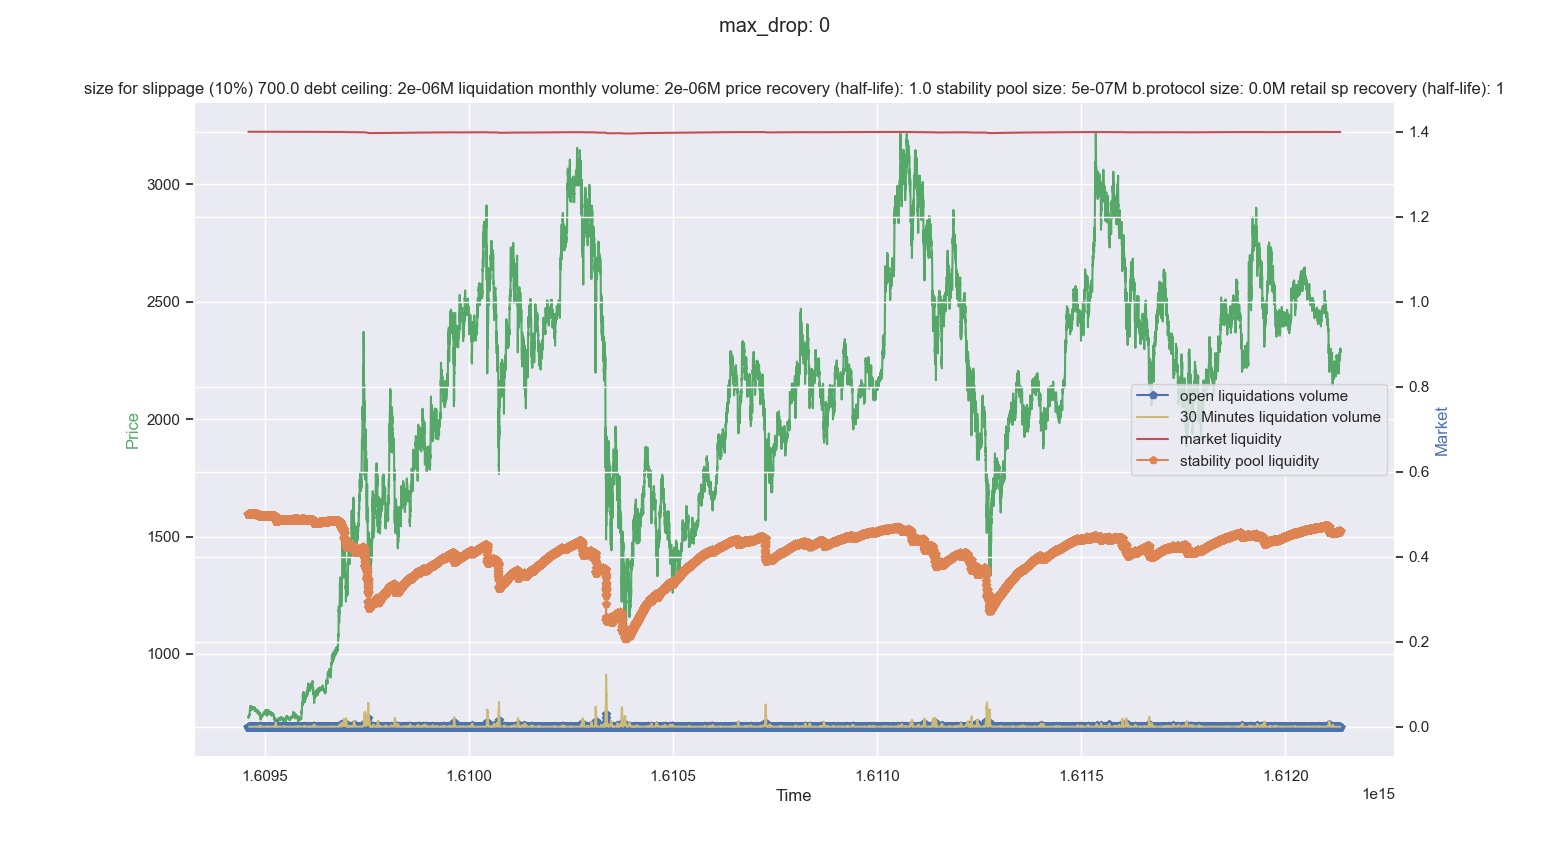 max_drop: 0
size for slippage (10%) 700.0 debt ceiling: 2e-06M liquidation monthly volume: 2e-06M price recovery (half-life): 1.0 stability pool size: 5e-07M b.protocol size: 0.0M retail sp recovery (half-life): 1
1.4
3000
1.2
2500
1.0
0.8
open liquidations volume
30 Minutes liquidation volume
market liquidity
stability pool liquidity
2000
Price
Market
0.6
1500
0.4
1000
0.2
0.0
1.6095 1.6100 1.6105 1.6110 1.6115 1.6120
Time
1e15